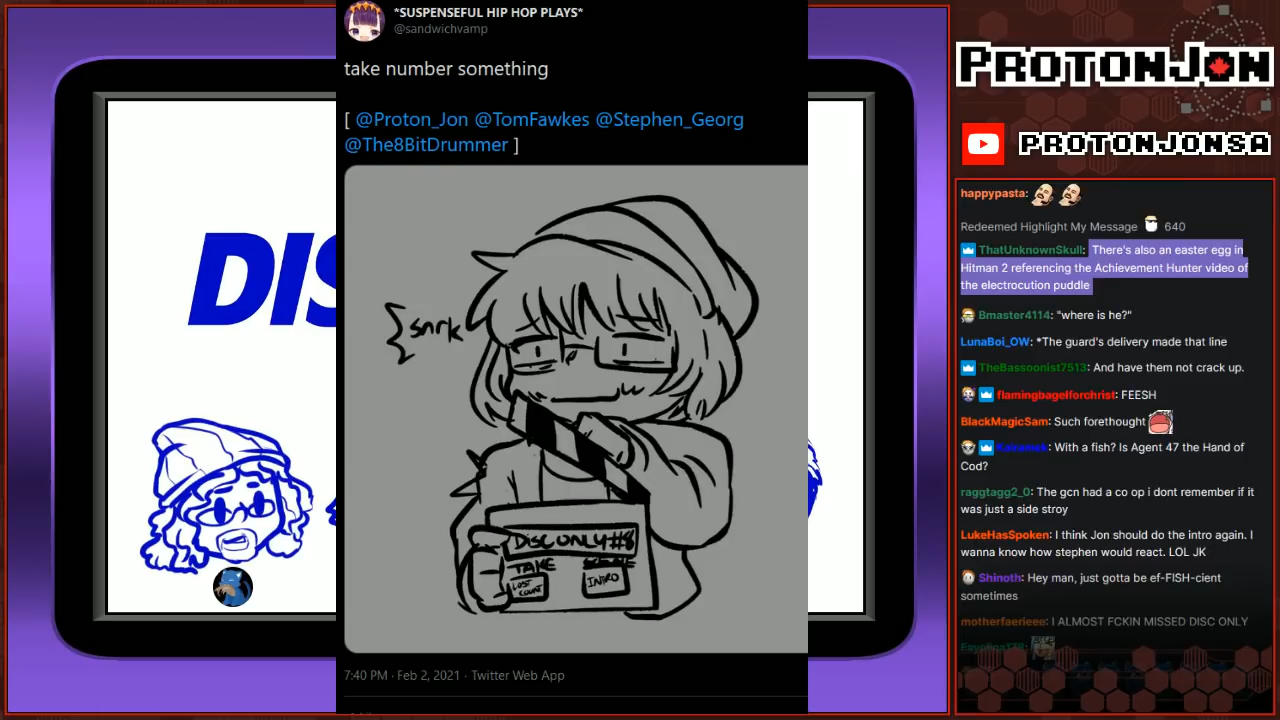 *SUSPENSEFUL HIP HOP PLAYS*
@sandwichvamp
take number something
[ @Proton_Jon @TomFawkes @Stephen_Georg
@The8BitDrummer ]
DIS
snrk
DISC ONLY #8
TAKE
LOST
COUNT
INTRO
7:40 PM · Feb 2, 2021 · Twitter Web App
PROTONJON
PROTONJONSA
happypasta:
Redeemed Highlight My Message 640
ThatUnknownSkull: There's also an easter egg in
Hitman 2 referencing the Achievement Hunter video of
the electrocution puddle
Bmaster4114: "where is he?"
LunaBoi_OW: *The guard's delivery made that line
TheBassoonist7513: And have them not crack up.
flamingbagelforchrist: FEESH
BlackMagicSam: Such forethought
With a fish? Is Agent 47 the Hand of
Cod?
raggtagg2_0: The gcn had a co op i dont remember if it
was just a side stroy
LukeHasSpoken: I think Jon should do the intro again. I
wanna know how stephen would react. LOL JK
Shinoth: Hey man, just gotta be ef-FISH-cient
sometimes
motherfaerieee: I ALMOST FCKIN MISSED DISC ONLY